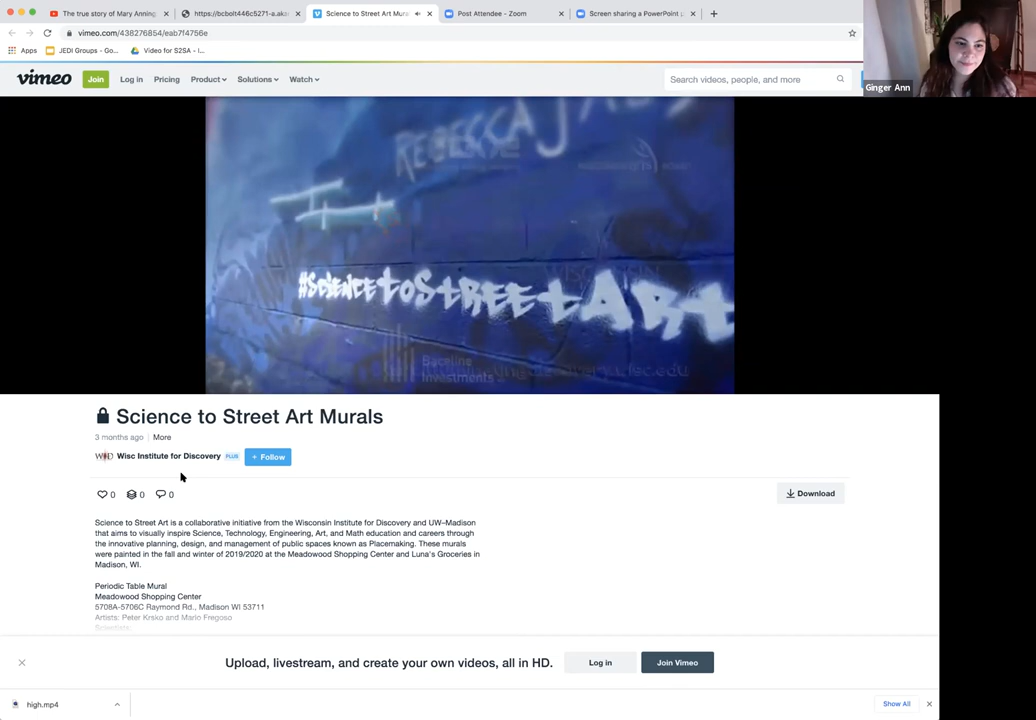 The true story of Mary Anning
https://bcbolt446c5271-a.aka
Science to Street Art Mura
Post Attendee - Zoom
Screen sharing a PowerPoint
vimeo.com/438276854/eab7f4756e
Apps
JEDI Groups - Go...
Video for S2SA - I...
vimeo
Join
Log in
Pricing
Product
Solutions
Watch
Search videos, people, and more
Ginger Ann
REBECCA
#SCIENCEtoStREEtARt
Baceline
Investments
Science to Street Art Murals
3 months ago
More
WID
Wisc Institute for Discovery
PLUS
+ Follow
0
0
0
Download
Science to Street Art is a collaborative initiative from the Wisconsin Institute for Discovery and UW–Madison
that aims to visually inspire Science, Technology, Engineering, Art, and Math education and careers through
the innovative planning, design, and management of public spaces known as Placemaking. These murals
were painted in the fall and winter of 2019/2020 at the Meadowood Shopping Center and Luna's Groceries in
Madison, WI.
Periodic Table Mural
Meadowood Shopping Center
5708A-5706C Raymond Rd., Madison WI 53711
Artists: Peter Krsko and Mario Fregoso
Scientists:
Upload, livestream, and create your own videos, all in HD.
Log in
Join Vimeo
high.mp4
Show All